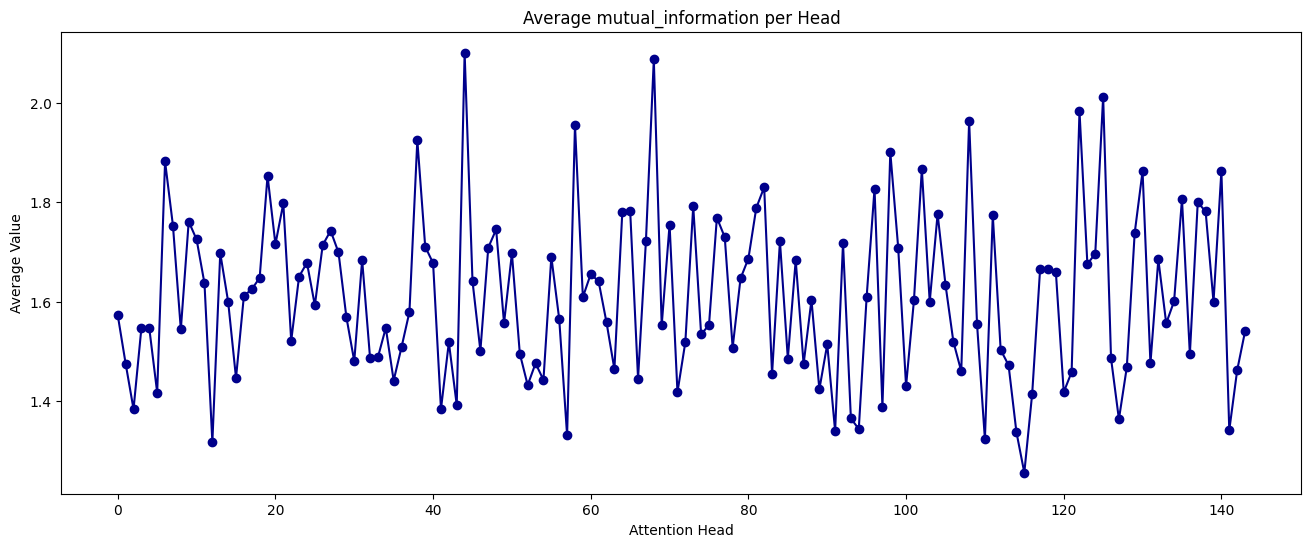 Average mutual_information per Head
Average Value
2.0
1.8
1.6
1.4
0 20 40 60 80 100 120 140
Attention Head